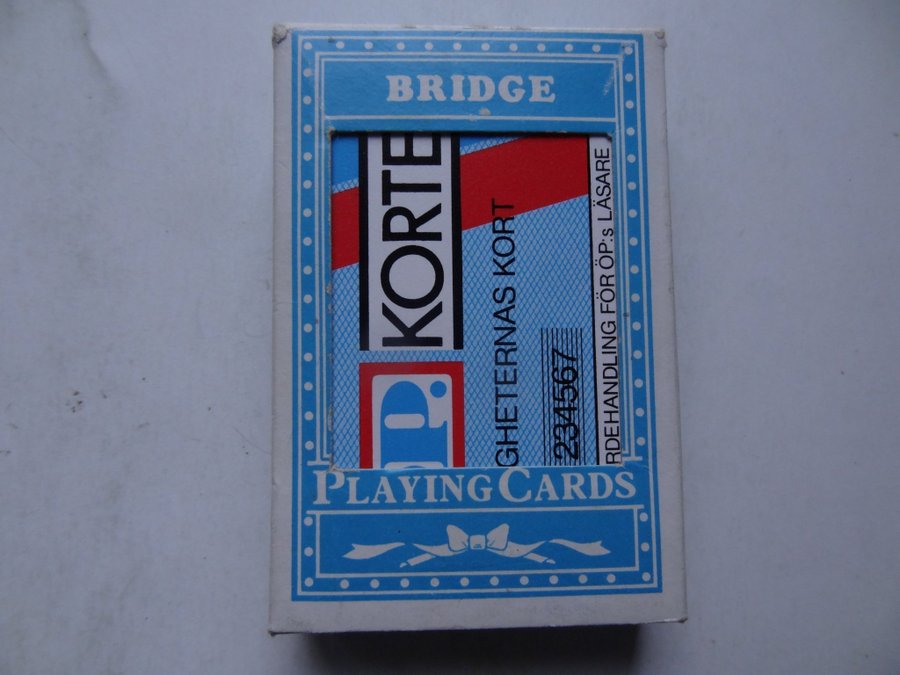 BRIDGE
KORTE
P.
GHETERNAS KORT
234567
RDEHANDLING FÖR ÖP:s LÄSARE
PLAYING CARDS